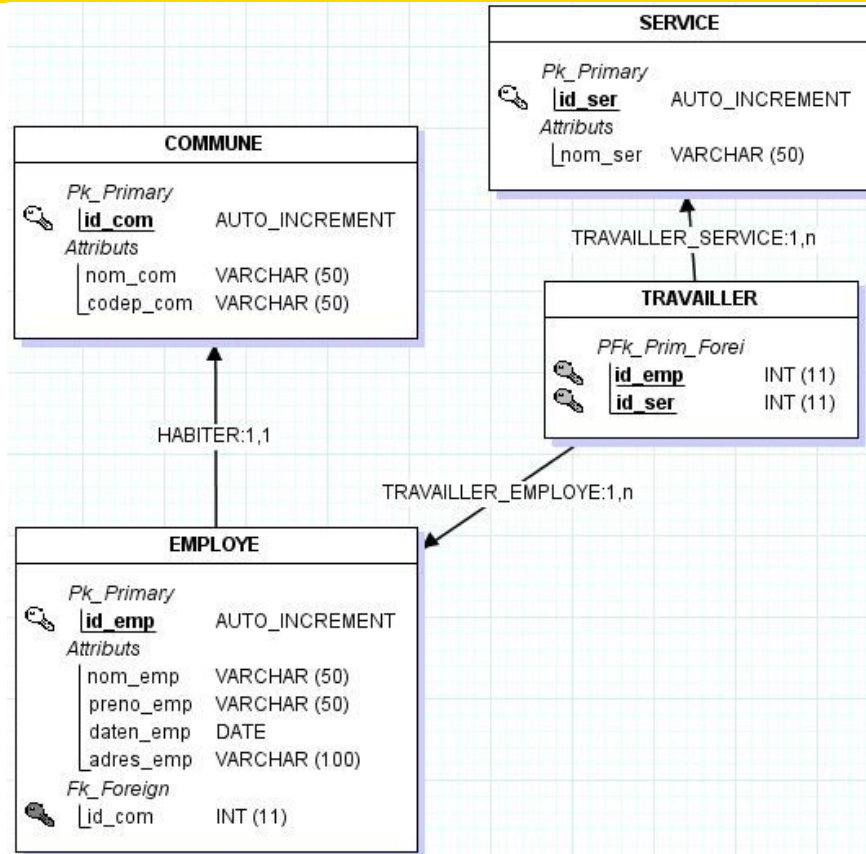 SERVICE
Pk_Primary
id_ser AUTO_INCREMENT
Attributs
nom_ser VARCHAR (50)
COMMUNE
Pk_Primary
id_com AUTO_INCREMENT
Attributs
nom_com VARCHAR (50)
codep_com VARCHAR (50)
TRAVAILLER_SERVICE:1,n
TRAVAILLER
PFk_Prim_Forei
id_emp INT (11)
id_ser INT (11)
HABITER:1,1
TRAVAILLER_EMPLOYE:1,n
EMPLOYE
Pk_Primary
id_emp AUTO_INCREMENT
Attributs
nom_emp VARCHAR (50)
preno_emp VARCHAR (50)
daten_emp DATE
adres_emp VARCHAR (100)
Fk_Foreign
id_com INT (11)